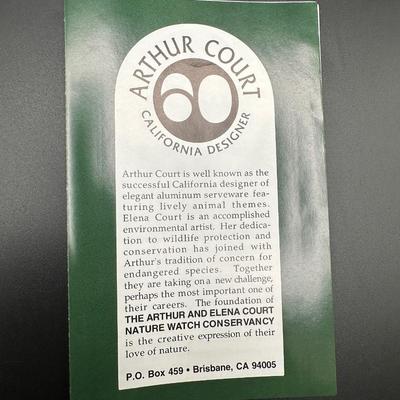 ARTHUR COURT
60
CALIFORNIA DESIGNER
Arthur Court is well known as the
successful California designer of
elegant aluminum serveware fea-
turing lively animal themes.
Elena Court is an accomplished
environmental artist. Her dedica-
tion to wildlife protection and
conservation has joined with
Arthur's tradition of concern for
endangered species. Together
they are taking on a new challenge,
perhaps the most important one of
their careers. The foundation of
THE ARTHUR AND ELENA COURT
NATURE WATCH CONSERVANCY
is the creative expression of their
love of nature.
P.O. Box 459 • Brisbane, CA 94005